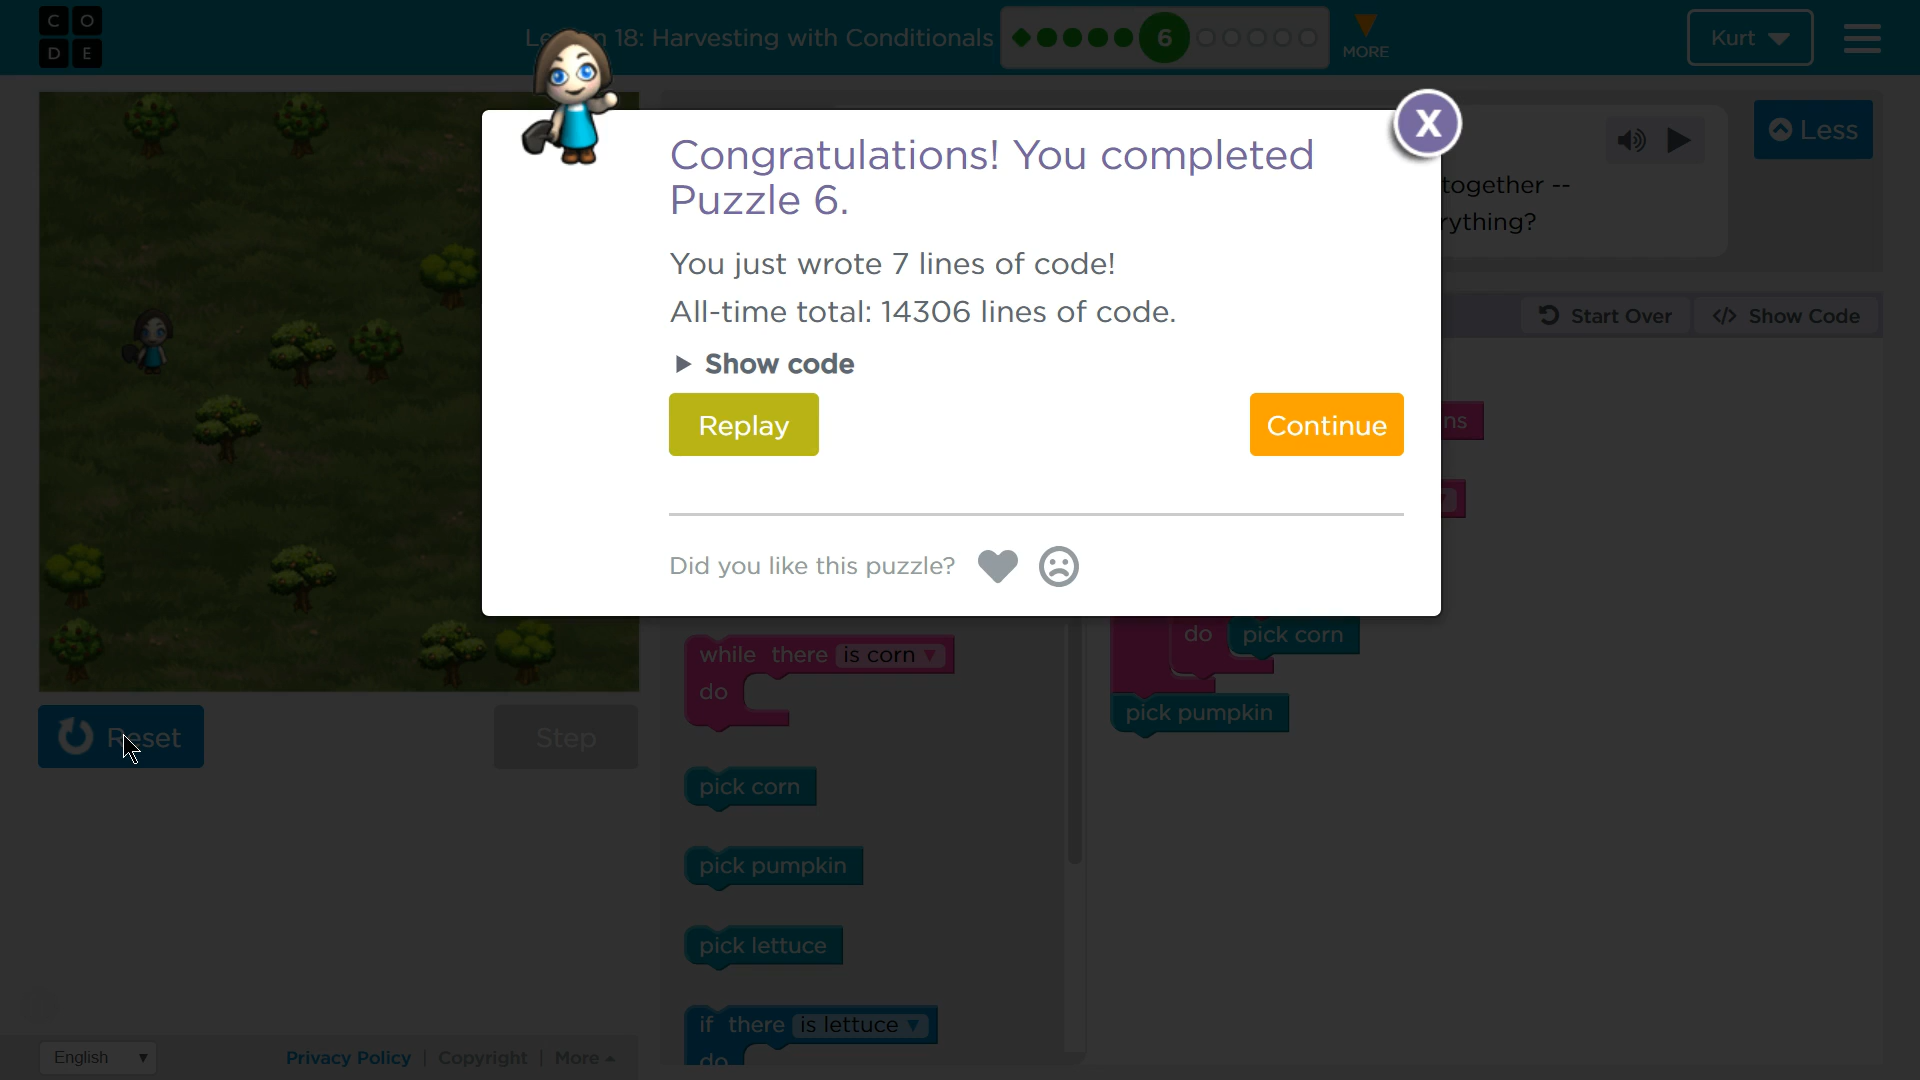 C O
D E
Le n 18: Harvesting with Conditionals
6
MORE
Kurt
Congratulations! You completed
Puzzle 6.
X
Less
together --
rything?
You just wrote 7 lines of code!
All-time total: 14306 lines of code.
Start Over
</> Show Code
Show code
Replay
Continue
ns
Did you like this puzzle?
while there is corn
do
do pick corn
pick pumpkin
Reset
Step
pick corn
pick pumpkin
pick lettuce
if there is lettuce
do
English
Privacy Policy | Copyright | More